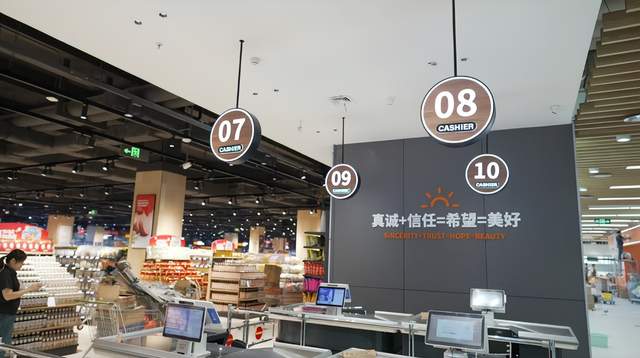 07
CASHIER
08
CASHIER
09
CASHIER
10
CASHIER
真诚+信任=希望=美好
SINCERITY+TRUST=HOPE=BEAUTY